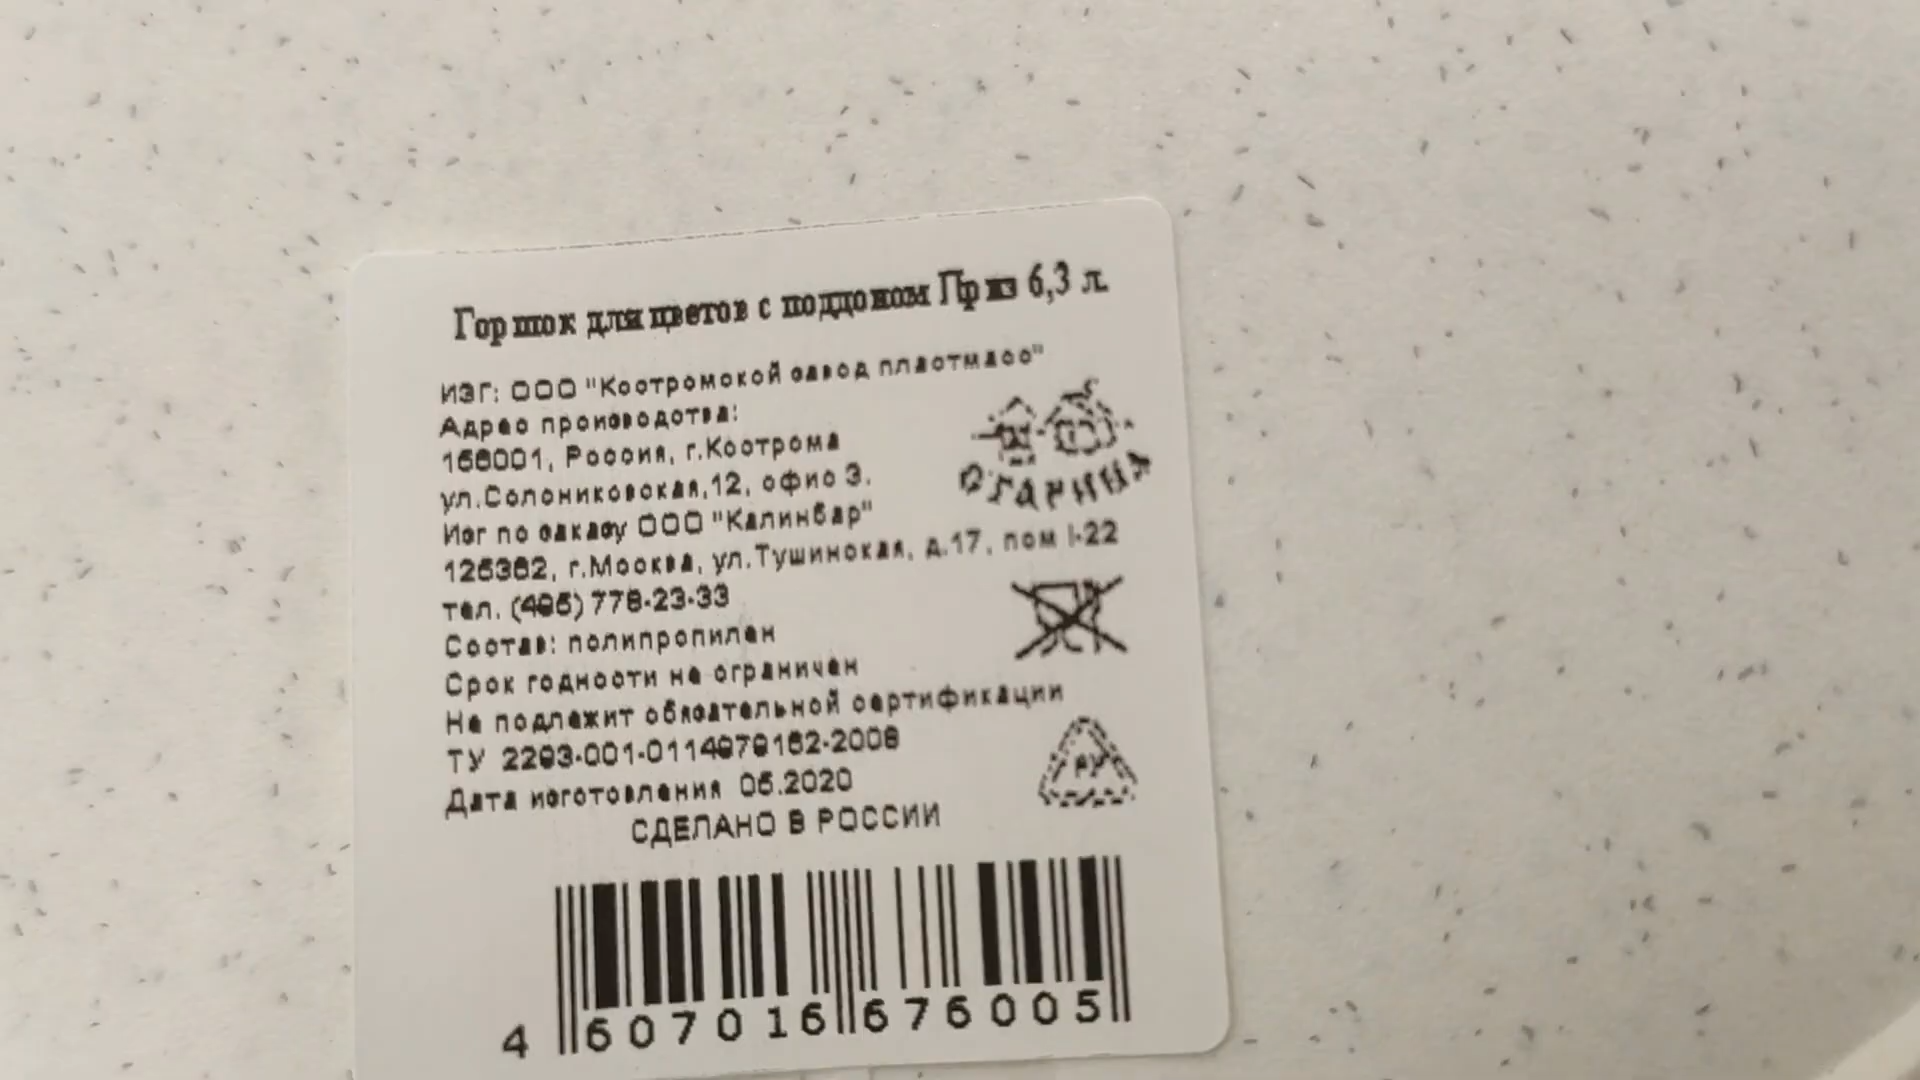 Горшок для цветов с поддоном Приз 6,3 л.
ИЗГ: ООО "Костромской завод пластмасс"
Адрес производства:
156001, Россия, г.Кострома
ул.Солониковская,12, офис 3.
Изг по заказу ООО "Калинбар"
125362, г.Москва, ул.Тушинская, д.17, пом I-22
тел. (495) 778-23-33
Состав: полипропилен
Срок годности не ограничен
Не подлежит обязательной сертификации
ТУ 2293-001-0114979162-2008
Дата изготовления 06.2020
СДЕЛАНО В РОССИИ
4 607016 676005